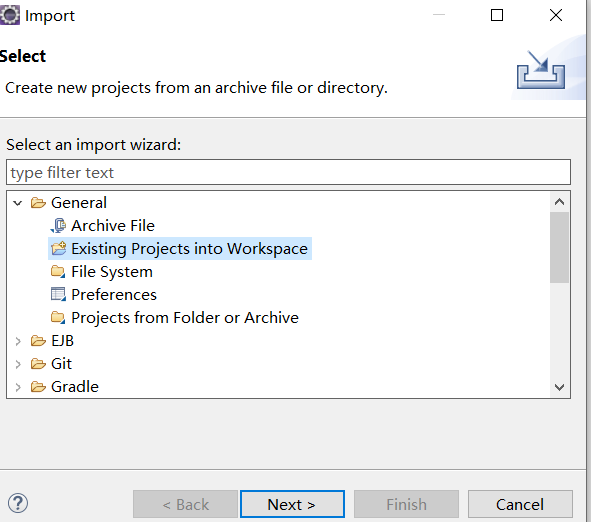 Import
Select
Create new projects from an archive file or directory.
Select an import wizard:
type filter text
General
Archive File
Existing Projects into Workspace
File System
Preferences
Projects from Folder or Archive
EJB
Git
Gradle
< Back
Next >
Finish
Cancel